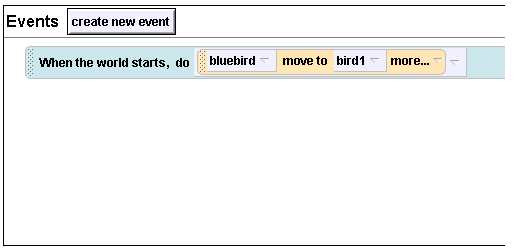 Events create new event
When the world starts, do bluebird move to bird1 more...